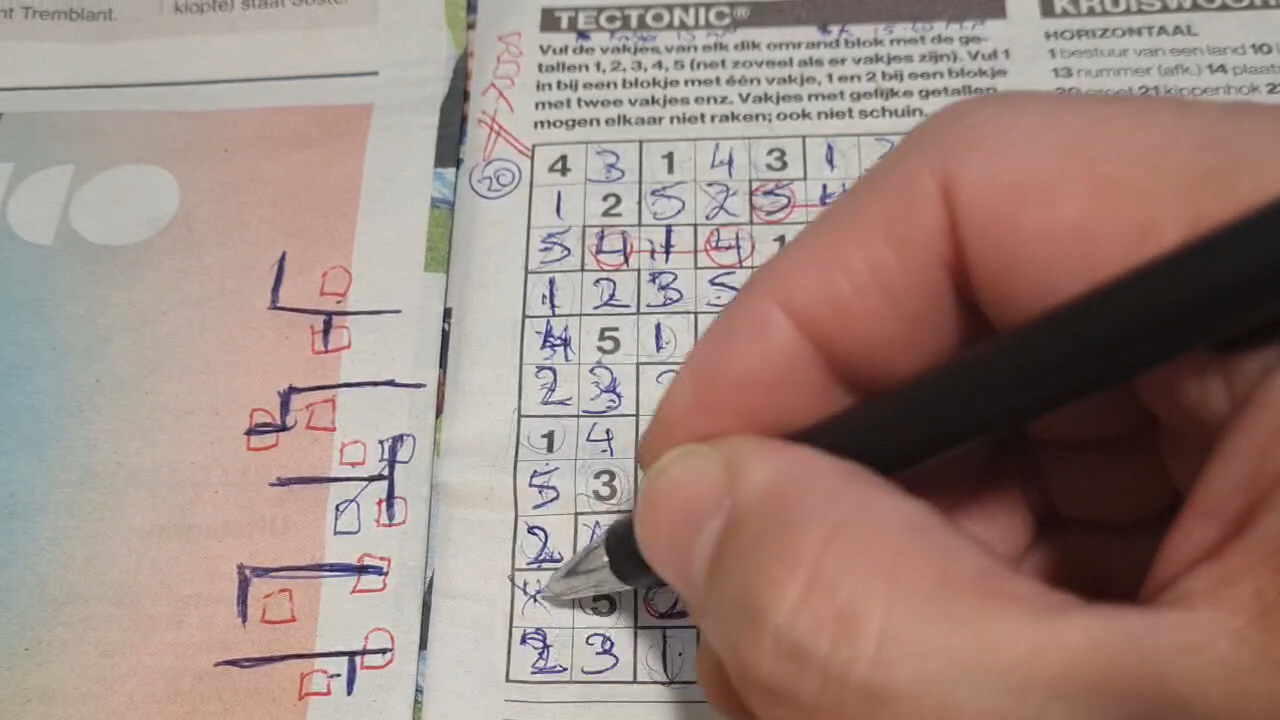 nt Tremblant.
klopte) staat
TECTONIC®
Vul de vakjes van elk dik omrand blok met de ge-
tallen 1, 2, 3, 4, 5 (net zoveel als er vakjes zijn). Vul 1
in bij een blokje met één vakje, 1 en 2 bij een blokje
met twee vakjes enz. Vakjes met gelijke getallen
mogen elkaar niet raken; ook niet schuin.
HORIZONTAAL
1 bestuur van een land 10
13 nummer (afk.) 14
21 kippenhok
20
4 3 1 4 3 1
1 2 5 2 5 4
5 4 1 4 1
1 2 3 5
4 5 1
2 3
1 4
5 3
2
5
2 3 1